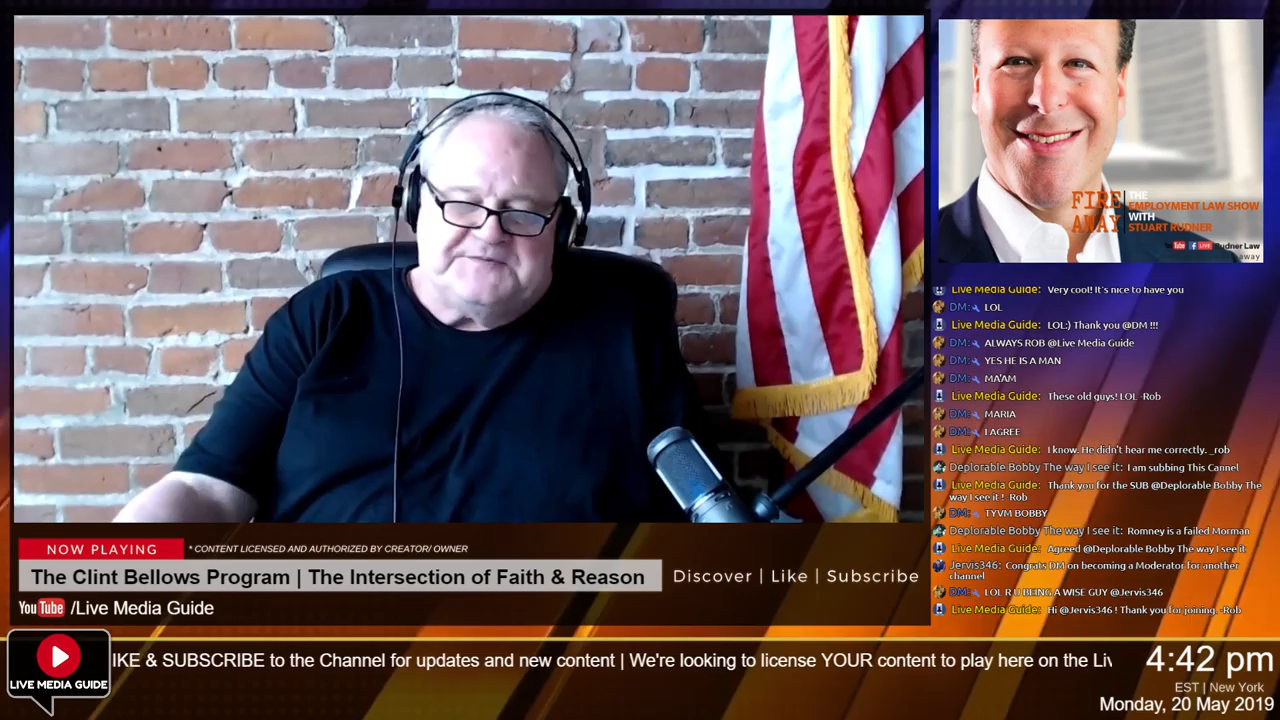 NOW PLAYING
* CONTENT LICENSED AND AUTHORIZED BY CREATOR/ OWNER
The Clint Bellows Program | The Intersection of Faith & Reason
Discover | Like | Subscribe
YouTube /Live Media Guide
LIVE MEDIA GUIDE
IKE & SUBSCRIBE to the Channel for updates and new content | We're looking to license YOUR content to play here on the Liv
FIRE AWAY
THE
EMPLOYMENT LAW SHOW
WITH
STUART RUDNER
Tube f LIVE Rudner Law
away
Live Media Guide: Very cool! It's nice to have you
DM: LOL
Live Media Guide: LOL:) Thank you @DM !!!
DM: ALWAYS ROB @Live Media Guide
DM: YES HE IS A MAN
DM: MA'AM
Live Media Guide: These old guys! LOL -Rob
DM: MARIA
DM: I AGREE
Live Media Guide: I know. He didn't hear me correctly. _rob
Deplorable Bobby The way I see it: I am subbing This Cannel
Live Media Guide: Thank you for the SUB @Deplorable Bobby The
way I see it ! -Rob
DM: TYVM BOBBY
Deplorable Bobby The way I see it: Romney is a failed Morman
Live Media Guide: Agreed @Deplorable Bobby The way I see it
Jervis346: Congrats DM on becoming a Moderator for another
channel
DM: LOL R U BEING A WISE GUY @Jervis346
Live Media Guide: Hi @Jervis346 ! Thank you for joining. -Rob
4:42 pm
EST | New York
Monday, 20 May 2019